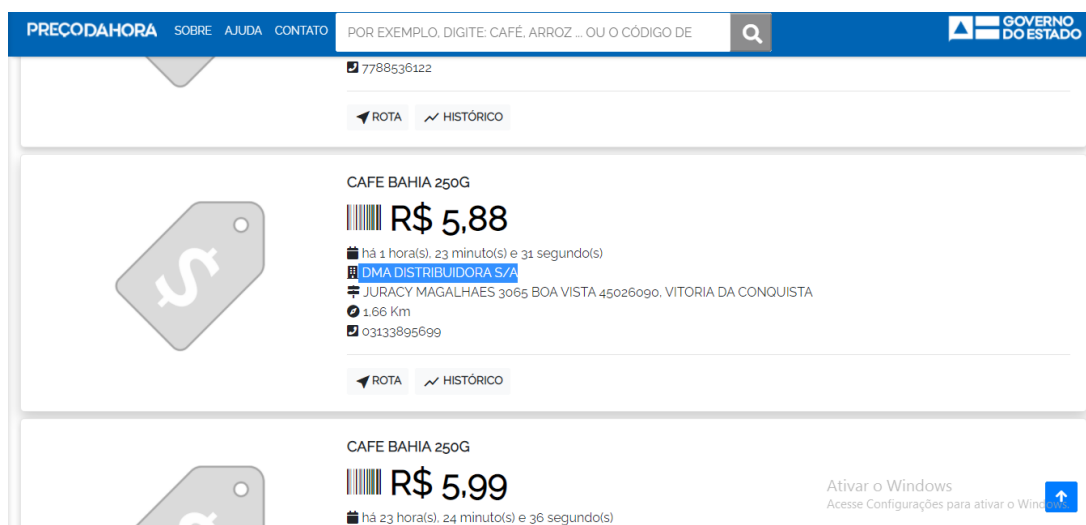 PREÇODAHORA SOBRE AJUDA CONTATO POR EXEMPLO, DIGITE: CAFÉ, ARROZ ... OU O CÓDIGO DE GOVERNO DO ESTADO
7788536122
ROTA HISTÓRICO
CAFE BAHIA 250G
R$ 5,88
há 1 hora(s), 23 minuto(s) e 31 segundo(s)
DMA DISTRIBUIDORA S/A
JURACY MAGALHAES 3065 BOA VISTA 45026090, VITORIA DA CONQUISTA
1,66 Km
03133895699
ROTA HISTÓRICO
CAFE BAHIA 250G
R$ 5,99
há 23 hora(s), 24 minuto(s) e 36 segundo(s)
Ativar o Windows
Acesse Configurações para ativar o Windows.